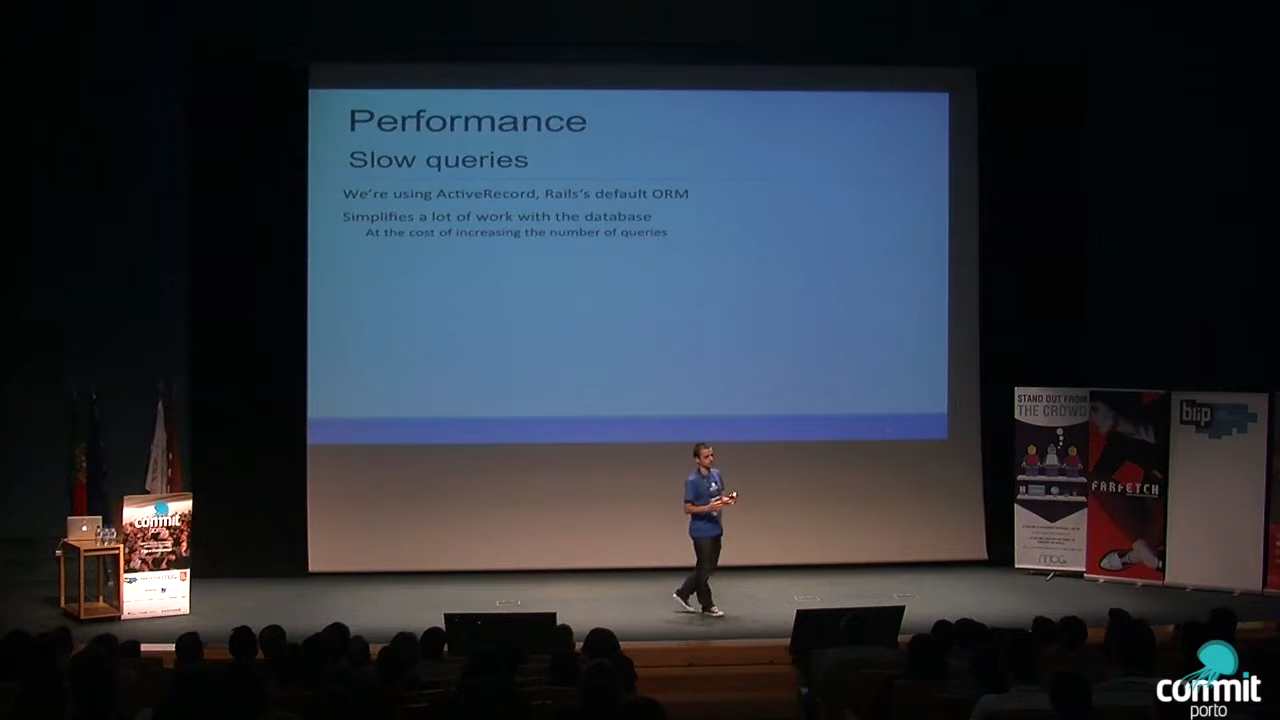 Performance
Slow queries
We're using ActiveRecord, Rails's default ORM
Simplifies a lot of work with the database
At the cost of increasing the number of queries
STAND OUT FROM
THE CROWD
FARFETCH
blip
commit
porto
commit
porto